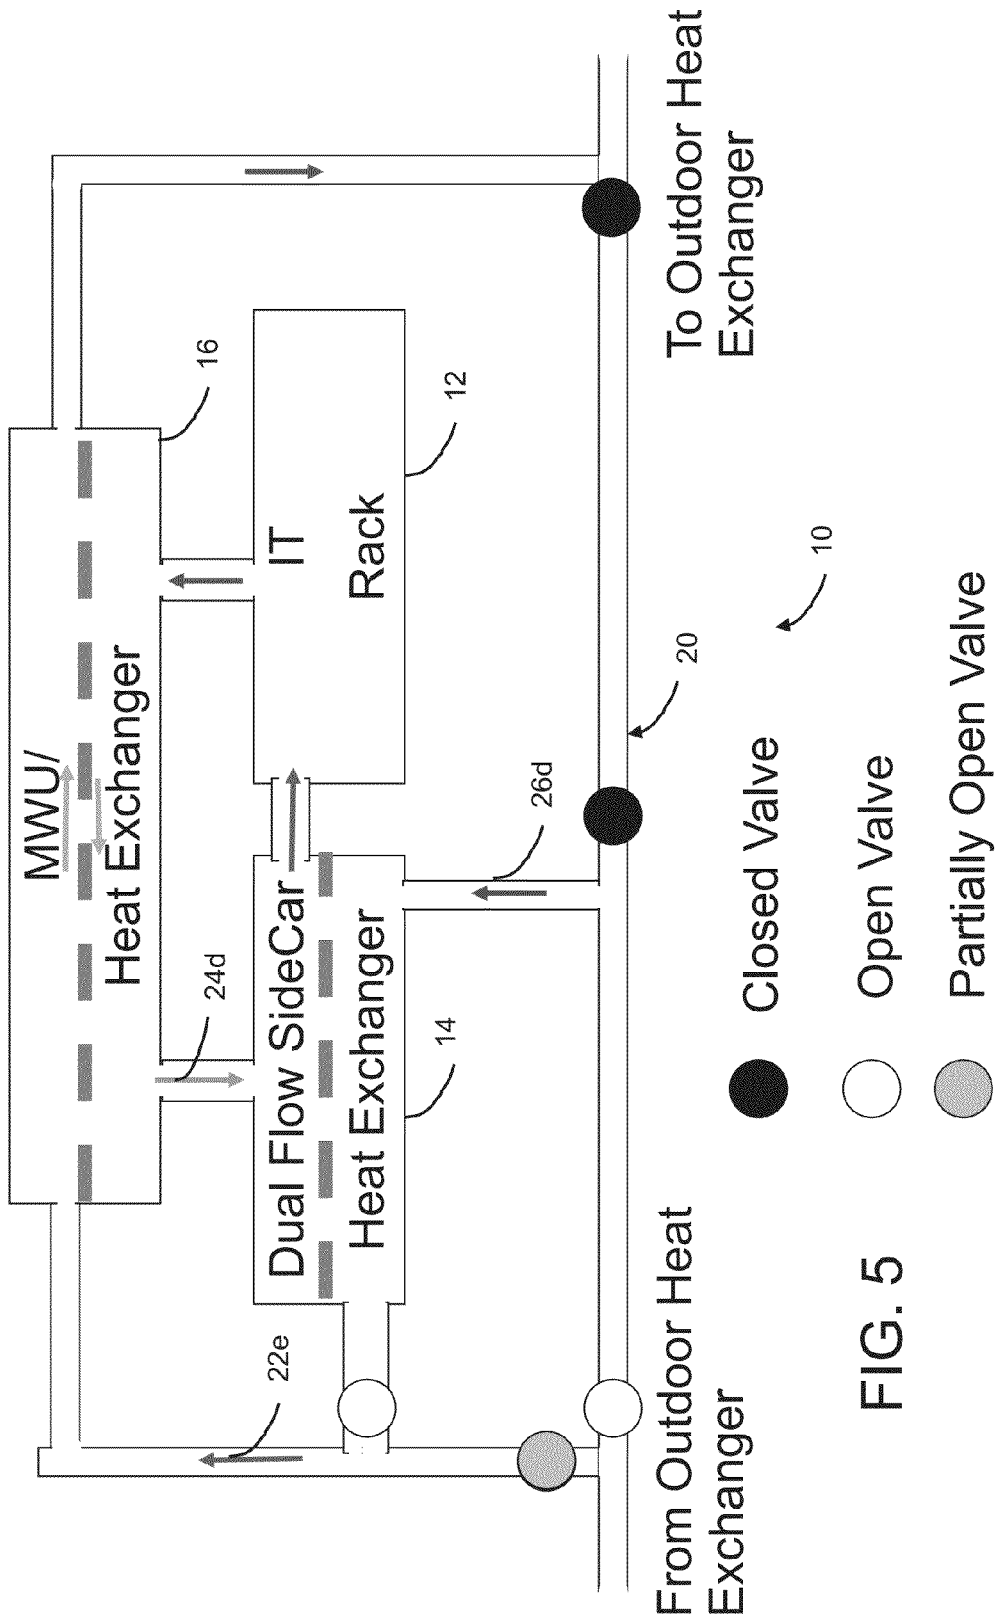 MWU/
Heat Exchanger
16
24d
22e
Dual Flow SideCar
Heat Exchanger
14
IT
Rack
12
26d
20
From Outdoor Heat
Exchanger
To Outdoor Heat
Exchanger
10
Closed Valve
Open Valve
Partially Open Valve
FIG. 5